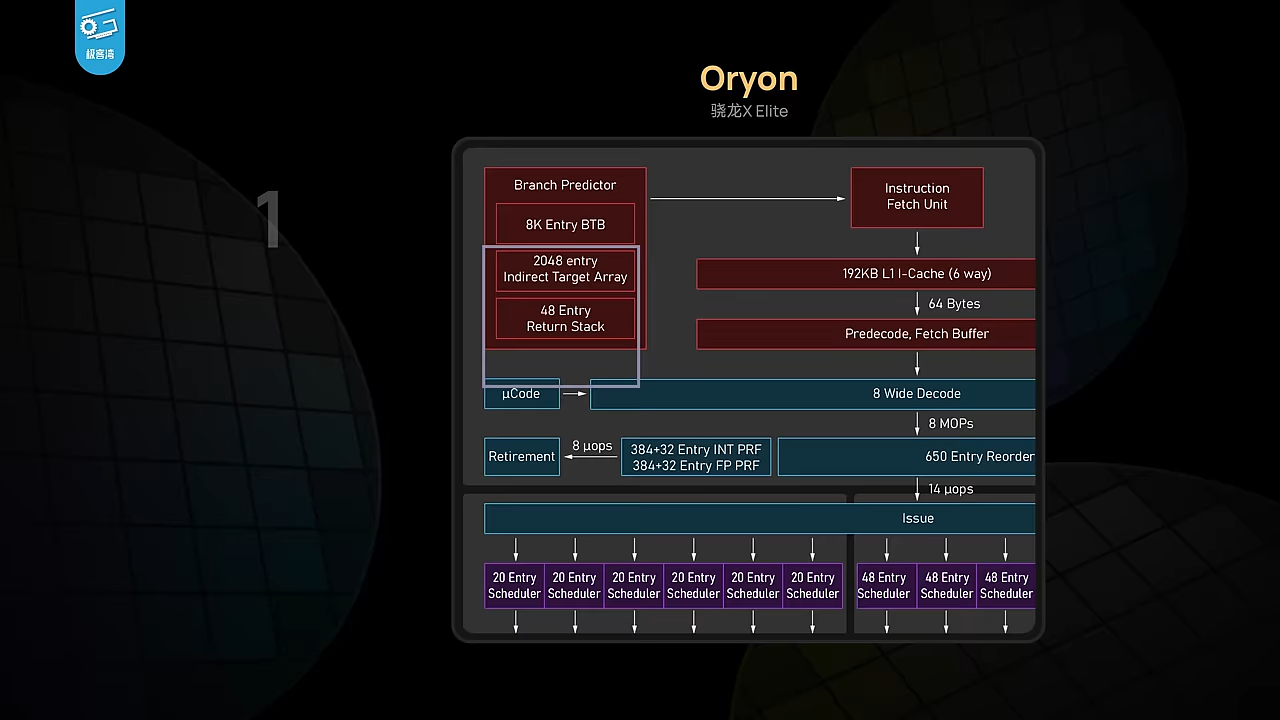 极客湾
Oryon
骁龙X Elite
1
Branch Predictor
8K Entry BTB
2048 entry
Indirect Target Array
48 Entry
Return Stack
Instruction
Fetch Unit
192KB L1 I-Cache (6 way)
64 Bytes
Predecode, Fetch Buffer
μCode
8 Wide Decode
8 MOPs
Retirement
8 μops
384+32 Entry INT PRF
384+32 Entry FP PRF
650 Entry Reorder
14 μops
Issue
20 Entry
Scheduler
20 Entry
Scheduler
20 Entry
Scheduler
20 Entry
Scheduler
20 Entry
Scheduler
20 Entry
Scheduler
48 Entry
Scheduler
48 Entry
Scheduler
48 Entry
Scheduler